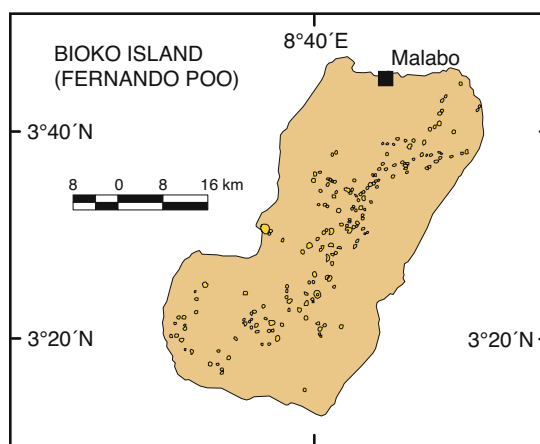 BIOKO ISLAND
(FERNANDO POO)
8°40´E
Malabo
3°40´N
8 0 8 16 km
3°20´N
3°20´N